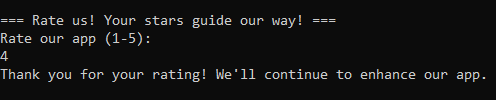 === Rate us! Your stars guide our way! ===
Rate our app (1-5):
4
Thank you for your rating! We'll continue to enhance our app.